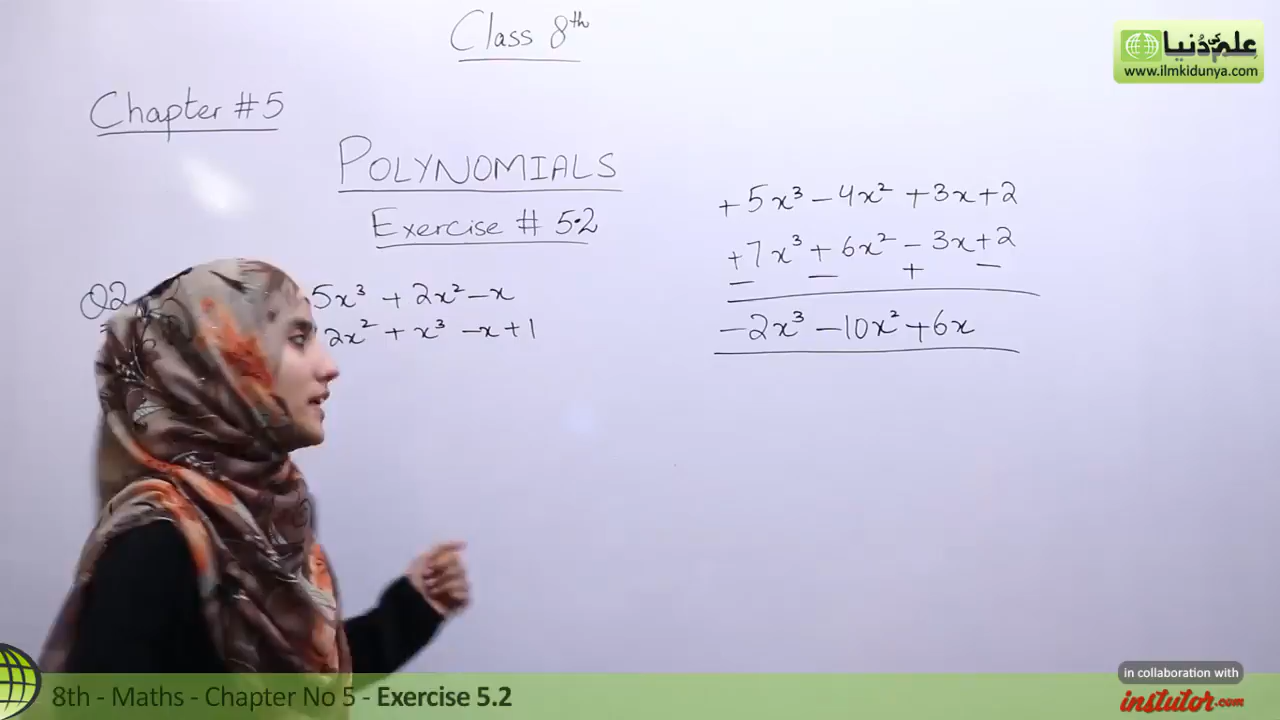 Class 8th
علم کی دُنیا
www.ilmkidunya.com
Chapter # 5
POLYNOMIALS
Exercise # 5.2
Q2
5x³ + 2x² - x
2x² + x³ - x + 1
+ 5x³ - 4x² + 3x + 2
+ 7x³ + 6x² - 3x + 2
- - + -
- 2x³ - 10x² + 6x
in collaboration with
instutor.com
8th - Maths - Chapter No 5 - Exercise 5.2